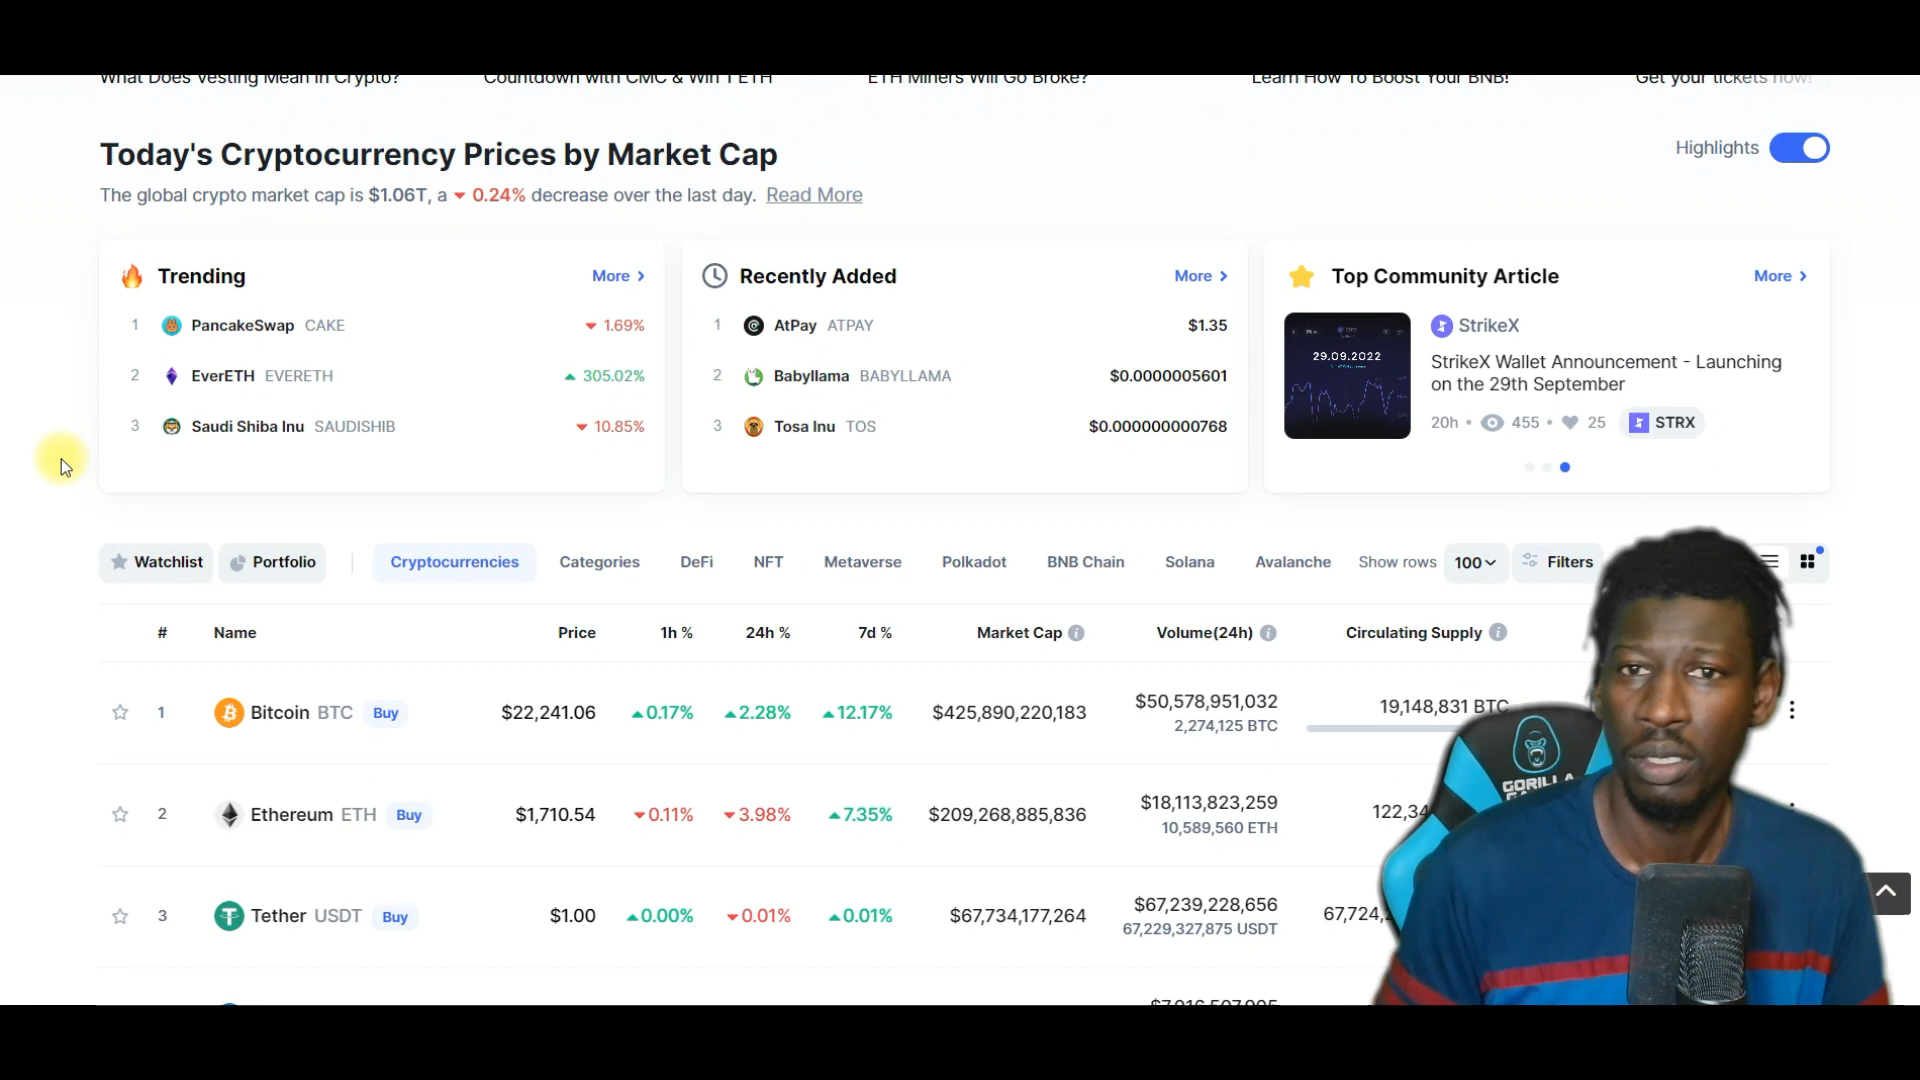 What Does Vesting Mean in Crypto? Countdown with CMC & Win 1 ETH ETH Miners Will Go Broke? Learn How To Boost Your BNB! Get your tickets now!
Today's Cryptocurrency Prices by Market Cap
Highlights
The global crypto market cap is $1.06T, a 0.24% decrease over the last day. Read More
Trending More
1 PancakeSwap CAKE 1.69%
2 EverETH EVERETH 305.02%
3 Saudi Shiba Inu SAUDISHIB 10.85%
Recently Added More
1 AtPay ATPAY $1.35
2 Babyllama BABYLLAMA $0.0000005601
3 Tosa Inu TOS $0.000000000768
Top Community Article More
29.09.2022
StrikeX
StrikeX Wallet Announcement - Launching
on the 29th September
20h • 455 • 25 STRX
Watchlist Portfolio Cryptocurrencies Categories DeFi NFT Metaverse Polkadot BNB Chain Solana Avalanche Show rows 100 Filters
# Name Price 1h % 24h % 7d % Market Cap Volume(24h) Circulating Supply
1 Bitcoin BTC Buy $22,241.06 0.17% 2.28% 12.17% $425,890,220,183 $50,578,951,032 19,148,831 BTC
2,274,125 BTC
2 Ethereum ETH Buy $1,710.54 0.11% 3.98% 7.35% $209,268,885,836 $18,113,823,259 122,34
10,589,560 ETH
3 Tether USDT Buy $1.00 0.00% 0.01% 0.01% $67,734,177,264 $67,239,228,656 67,724,
67,229,327,875 USDT
GORILLA